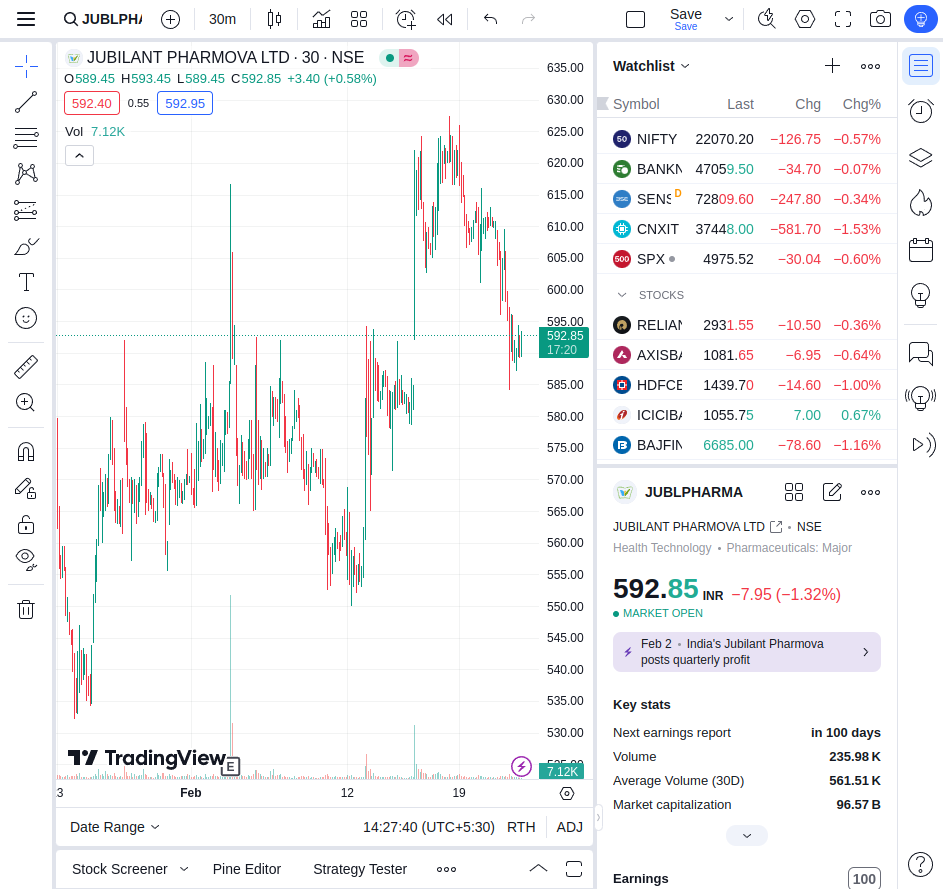 JUBLPHA
30m
Save
Save
JUBILANT PHARMOVA LTD · 30 · NSE
O589.45 H593.45 L589.45 C592.85 +3.40 (+0.58%)
592.40 0.55 592.95
Vol 7.12K
635.00
630.00
625.00
620.00
615.00
610.00
605.00
600.00
595.00
592.85
17:20
585.00
580.00
575.00
570.00
565.00
560.00
555.00
550.00
545.00
540.00
535.00
530.00
525.00
7.12K
TradingView
E
3 Feb 12 19
Date Range
14:27:40 (UTC+5:30) RTH ADJ
Stock Screener Pine Editor Strategy Tester
Watchlist
Symbol Last Chg Chg%
50 NIFTY 22070.20 −126.75 −0.57%
BANKN 47059.50 −34.70 −0.07%
SENS D 72809.60 −247.80 −0.34%
CNXIT 37448.00 −581.70 −1.53%
500 SPX 4975.52 −30.04 −0.60%
STOCKS
RELIAN 2931.55 −10.50 −0.36%
AXISBA 1081.65 −6.95 −0.64%
HDFCB 1439.70 −14.60 −1.00%
ICICIBA 1055.75 7.00 0.67%
BAJFIN 6685.00 −78.60 −1.16%
JUBLPHARMA
JUBILANT PHARMOVA LTD • NSE
Health Technology • Pharmaceuticals: Major
592.85 INR −7.95 (−1.32%)
MARKET OPEN
Feb 2 • India's Jubilant Pharmova
posts quarterly profit
Key stats
Next earnings report in 100 days
Volume 235.98 K
Average Volume (30D) 561.51 K
Market capitalization 96.57 B
Earnings 100